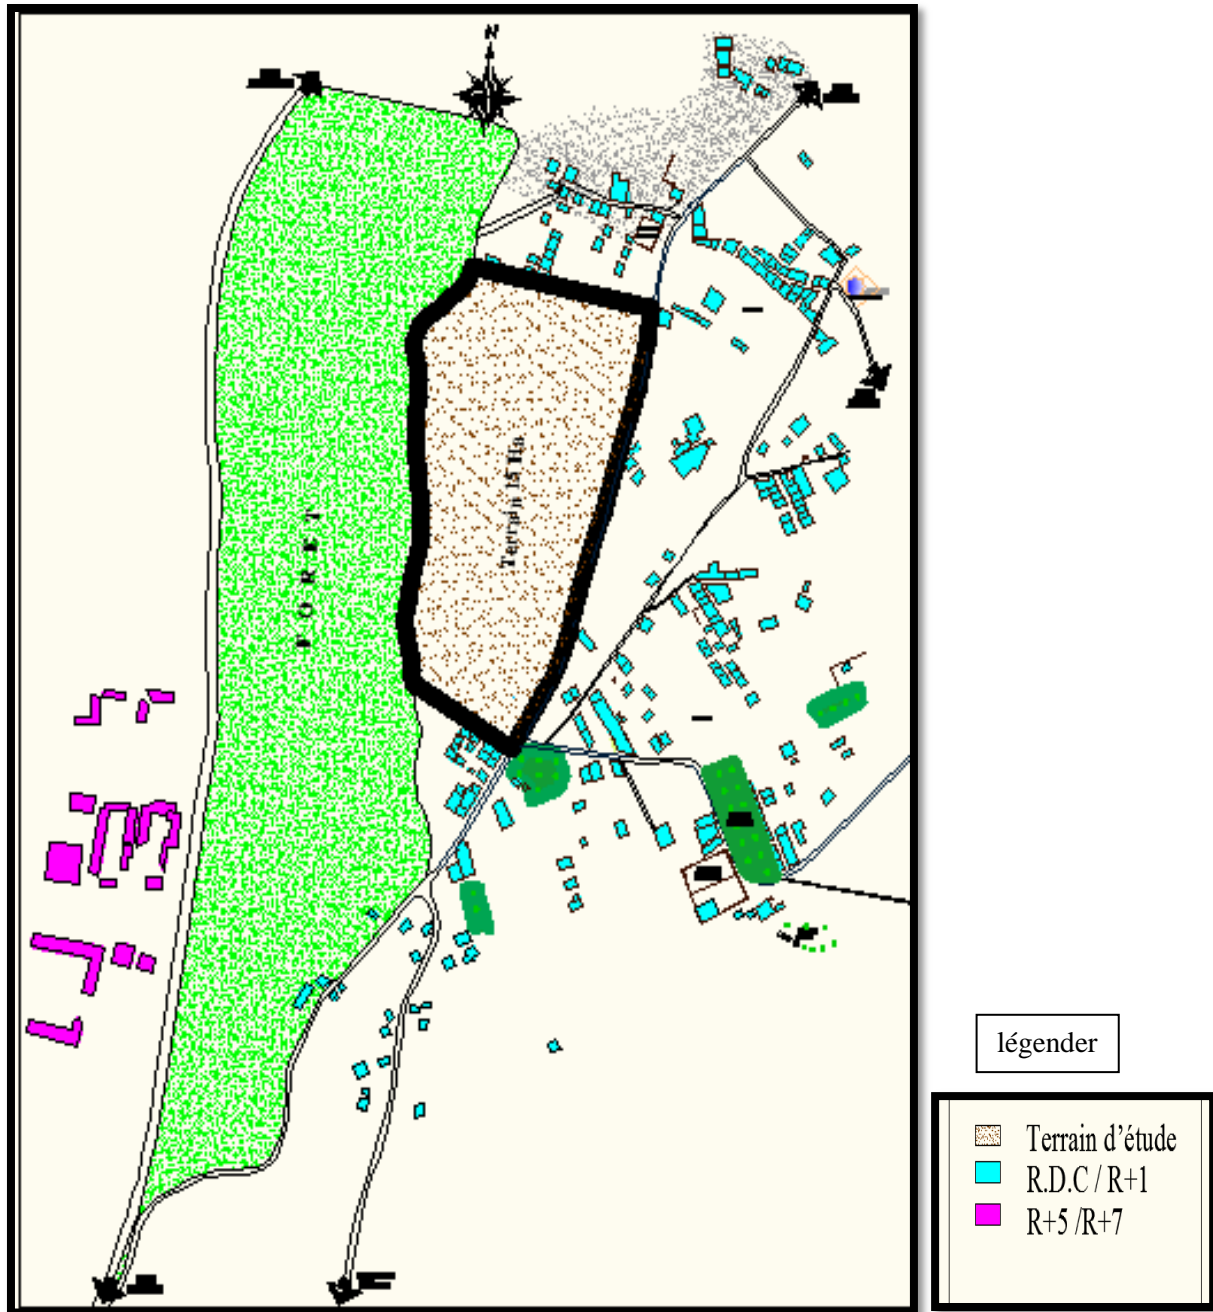 N
Terrain 15 Ha
FORET
légender
Terrain d'étude
R.D.C / R+1
R+5 /R+7